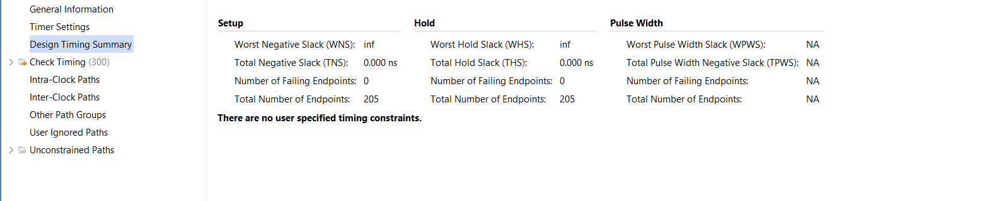 General Information
Timer Settings
Design Timing Summary
Check Timing (300)
Intra-Clock Paths
Inter-Clock Paths
Other Path Groups
User Ignored Paths
Unconstrained Paths
Setup
Worst Negative Slack (WNS): inf
Total Negative Slack (TNS): 0.000 ns
Number of Failing Endpoints: 0
Total Number of Endpoints: 205
Hold
Worst Hold Slack (WHS): inf
Total Hold Slack (THS): 0.000 ns
Number of Failing Endpoints: 0
Total Number of Endpoints: 205
Pulse Width
Worst Pulse Width Slack (WPWS): NA
Total Pulse Width Negative Slack (TPWS): NA
Number of Failing Endpoints: NA
Total Number of Endpoints: NA
There are no user specified timing constraints.